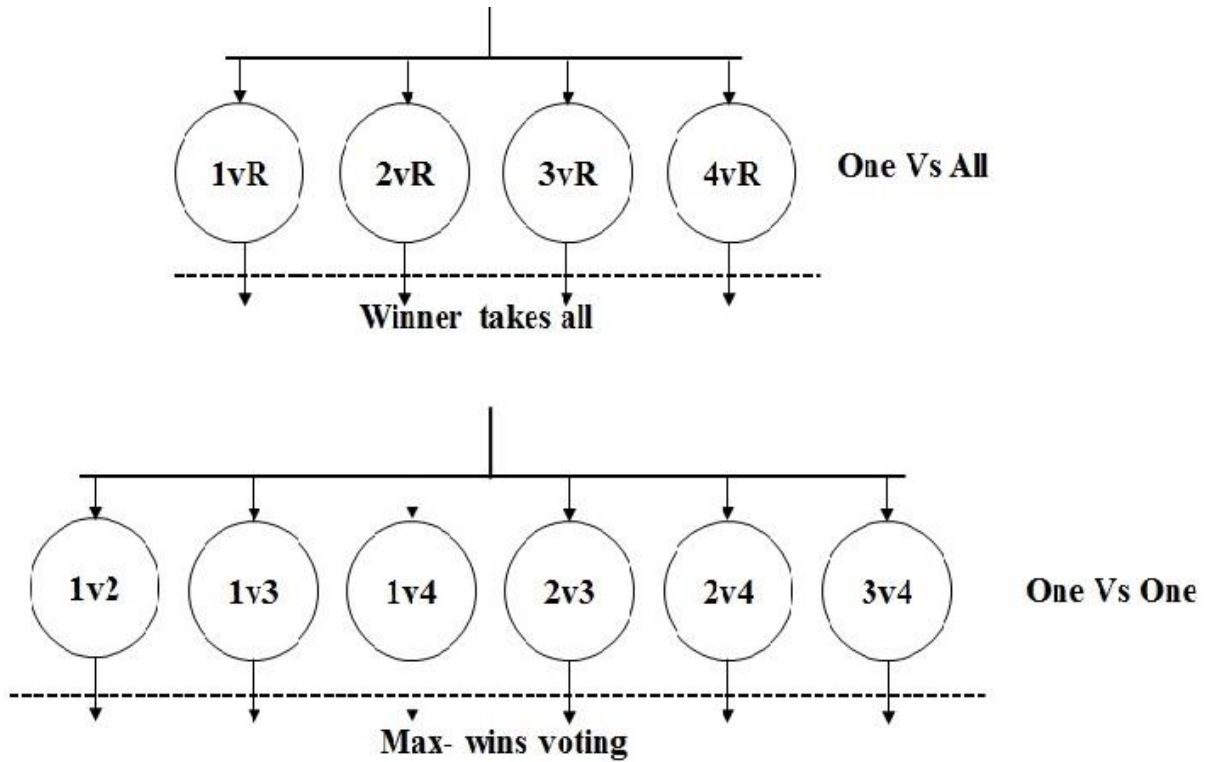 1vR 2vR 3vR 4vR One Vs All
Winner takes all
1v2 1v3 1v4 2v3 2v4 3v4 One Vs One
Max- wins voting